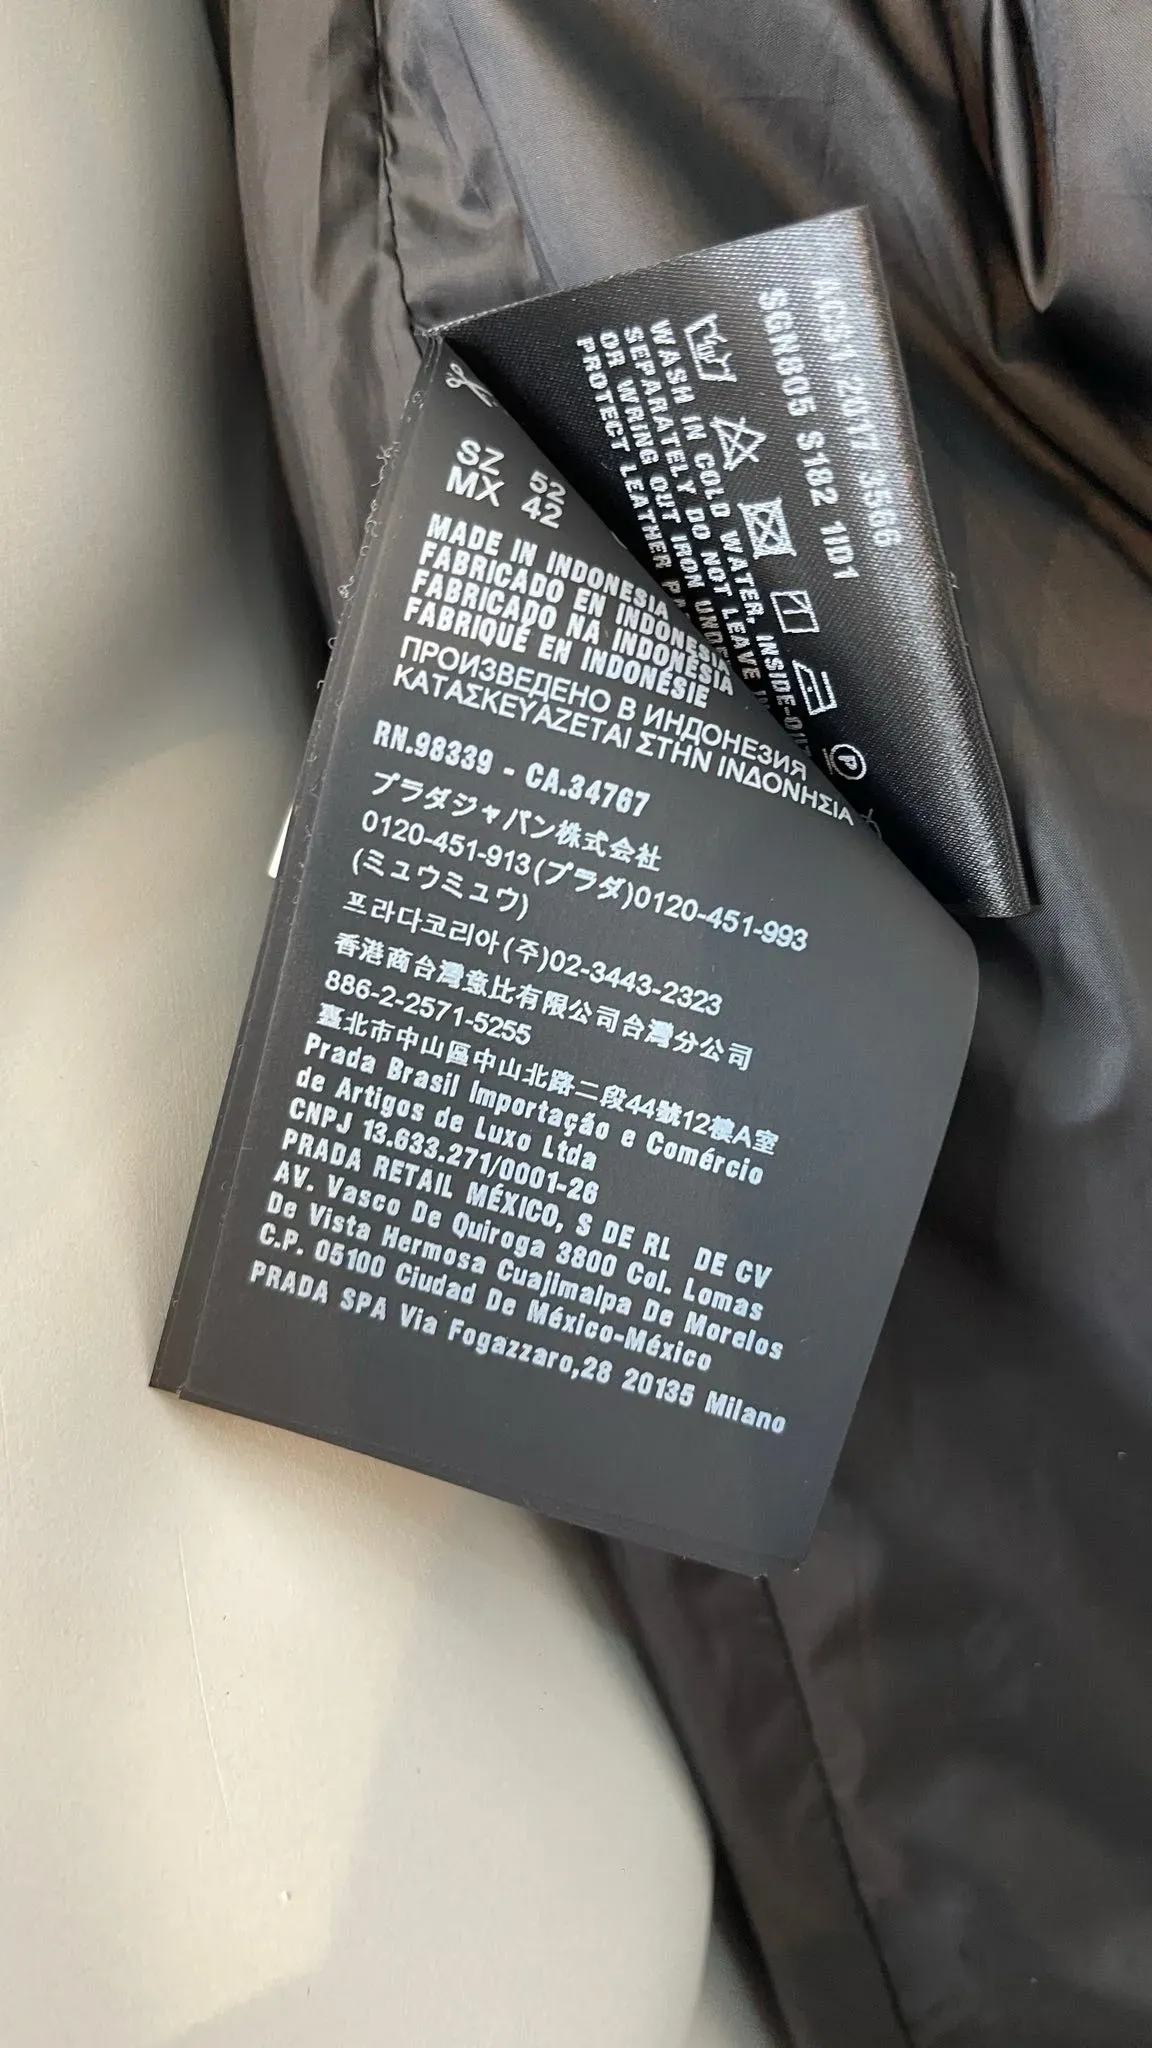 SZ 52
MX 42
MADE IN INDONESIA
FABRICADO EN INDONESIA
FABRICADO NA INDONÉSIA
FABRIQUÉ EN INDONÉSIE
ПРОИЗВЕДЕНО В ИНДОНЕЗИЯ
ΚΑΤΑΣΚΕΥΑΖΕΤΑΙ ΣΤΗΝ ΙΝΔΟΝΗΣΙΑ
RN.98339 - CA.34767
プラダジャパン株式会社
0120-451-913(プラダ)0120-451-993
(ミュウミュウ)
프라다코리아(주)02-3443-2323
香港商台灣意比有限公司台灣分公司
886-2-2571-5255
臺北市中山區中山北路二段44號12樓A室
Prada Brasil Importação e Comércio
de Artigos de Luxo Ltda
CNPJ 13.633.271/0001-26
PRADA RETAIL MÉXICO, S DE RL DE CV
AV. Vasco De Quiroga 3800 Col. Lomas
De Vista Hermosa Cuajimalpa De Morelos
C.P. 05100 Ciudad De México-México
PRADA SPA Via Fogazzaro,28 20135 Milano
2017 3566
SGN805 S182 1ID1
P
WASH IN COLD WATER, INSIDE-
SEPARATELY DO NOT LEAVE
OR WRING OUT IRON
PROTECT LEATHER